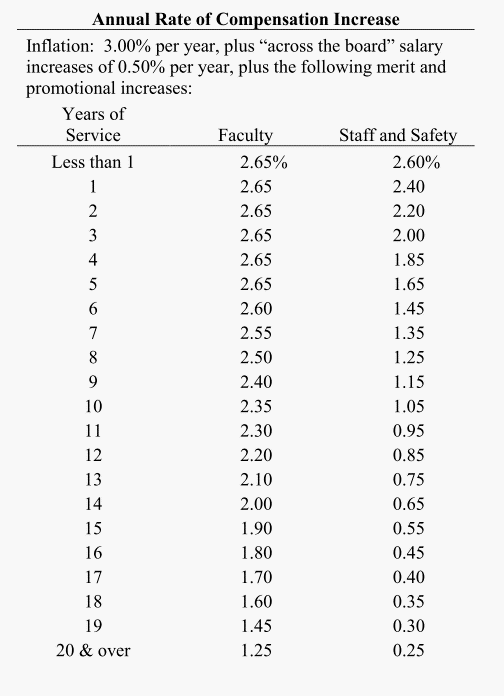 Annual Rate of Compensation Increase
Inflation:  3.00% per year, plus “across the board” salary
increases of 0.50% per year, plus the following merit and
promotional increases:
Years of
Service Faculty Staff and Safety
Less than 1 2.65% 2.60%
1 2.65 2.40
2 2.65 2.20
3 2.65 2.00
4 2.65 1.85
5 2.65 1.65
6 2.60 1.45
7 2.55 1.35
8 2.50 1.25
9 2.40 1.15
10 2.35 1.05
11 2.30 0.95
12 2.20 0.85
13 2.10 0.75
14 2.00 0.65
15 1.90 0.55
16 1.80 0.45
17 1.70 0.40
18 1.60 0.35
19 1.45 0.30
20 & over 1.25 0.25